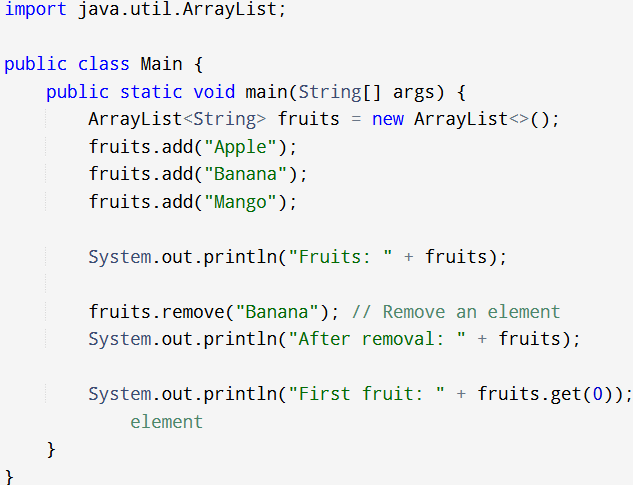 import java.util.ArrayList;
public class Main {
    public static void main(String[] args) {
        ArrayList<String> fruits = new ArrayList<>();
        fruits.add("Apple");
        fruits.add("Banana");
        fruits.add("Mango");
        System.out.println("Fruits: " + fruits);
        fruits.remove("Banana"); // Remove an element
        System.out.println("After removal: " + fruits);
        System.out.println("First fruit: " + fruits.get(0));
            element
    }
}